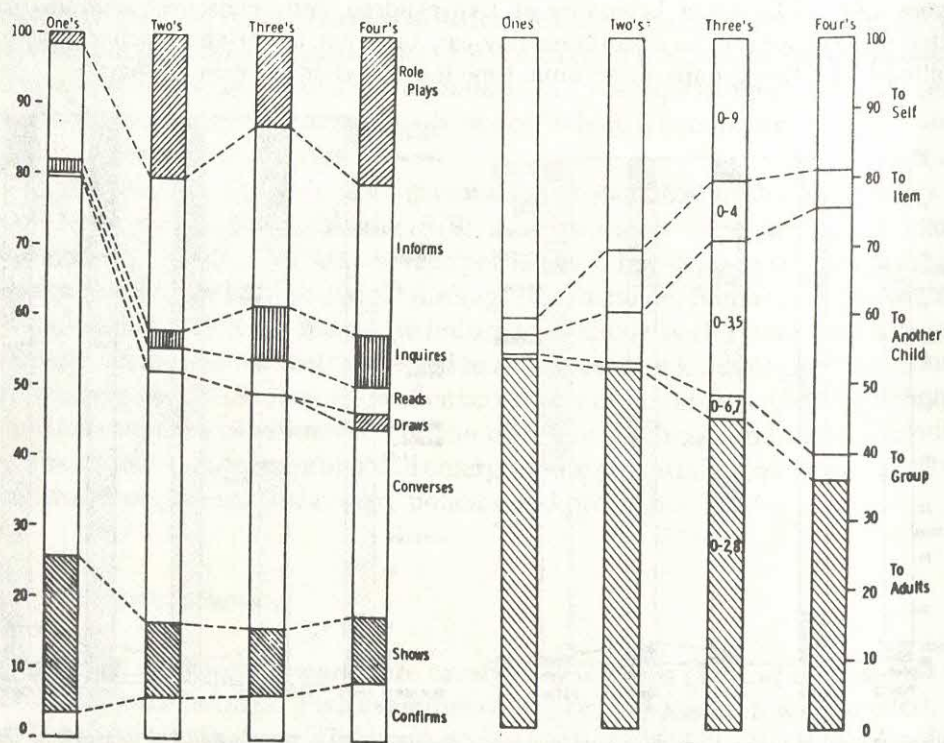 One's Two's Three's Four's
100
90
80
70
60
50
40
30
20
10
0
Role
Plays
Informs
Inquires
Reads
Draws
Converses
Shows
Confirms
Ones Two's Three's Four's
0-9
0-4
0-3,5
0-6,7
0-2,8
100
90
80
70
60
50
40
30
20
10
0
To
Self
To
Item
To
Another
Child
To
Group
To
Adults